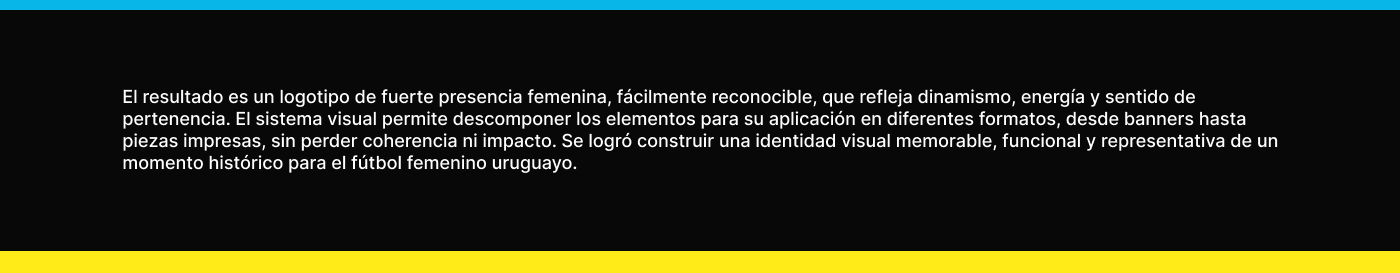 El resultado es un logotipo de fuerte presencia femenina, fácilmente reconocible, que refleja dinamismo, energía y sentido de
pertenencia. El sistema visual permite descomponer los elementos para su aplicación en diferentes formatos, desde banners hasta
piezas impresas, sin perder coherencia ni impacto. Se logró construir una identidad visual memorable, funcional y representativa de un
momento histórico para el fútbol femenino uruguayo.